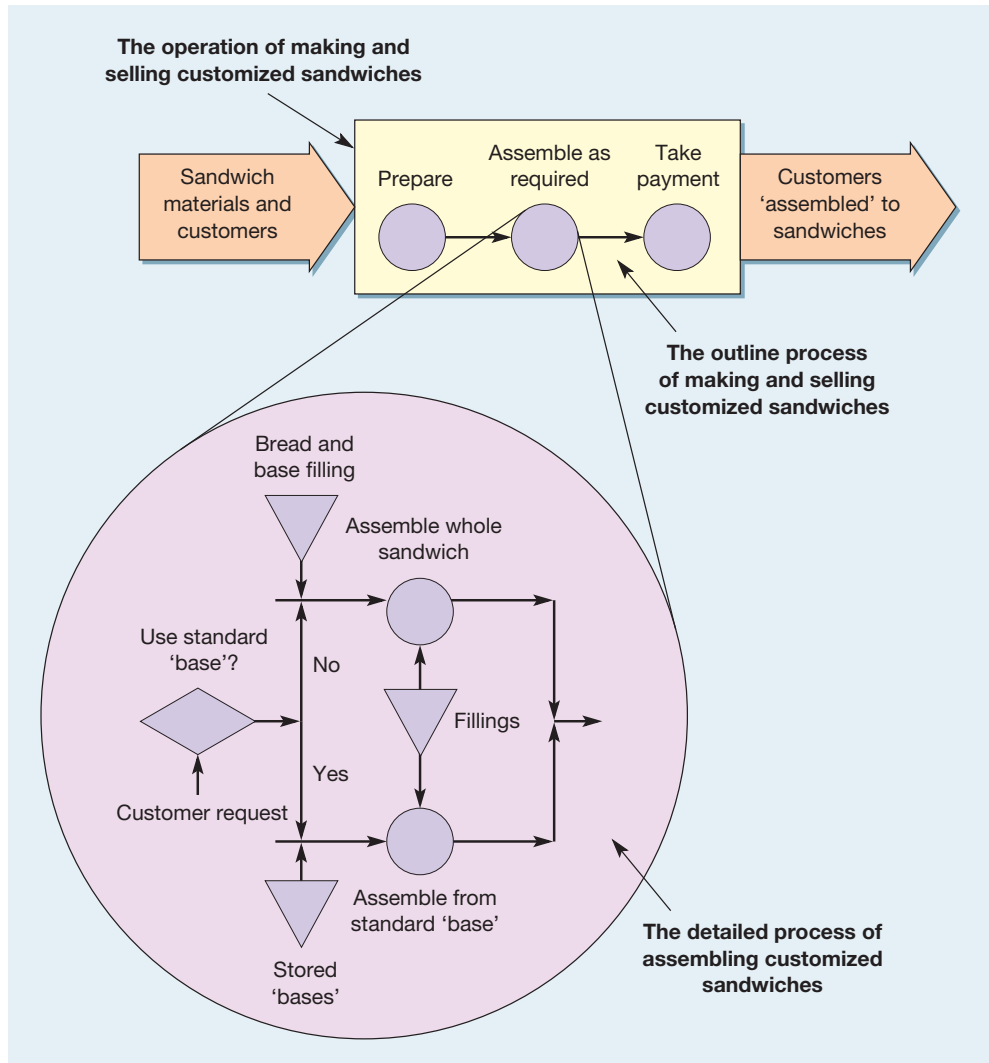 The operation of making and
selling customized sandwiches
Sandwich
materials and
customers
Prepare
Assemble as
required
Take
payment
Customers
‘assembled’ to
sandwiches
The outline process
of making and selling
customized sandwiches
Bread and
base filling
Assemble whole
sandwich
Use standard
‘base’?
No
Fillings
Yes
Customer request
Assemble from
standard ‘base’
Stored
‘bases’
The detailed process of
assembling customized
sandwiches